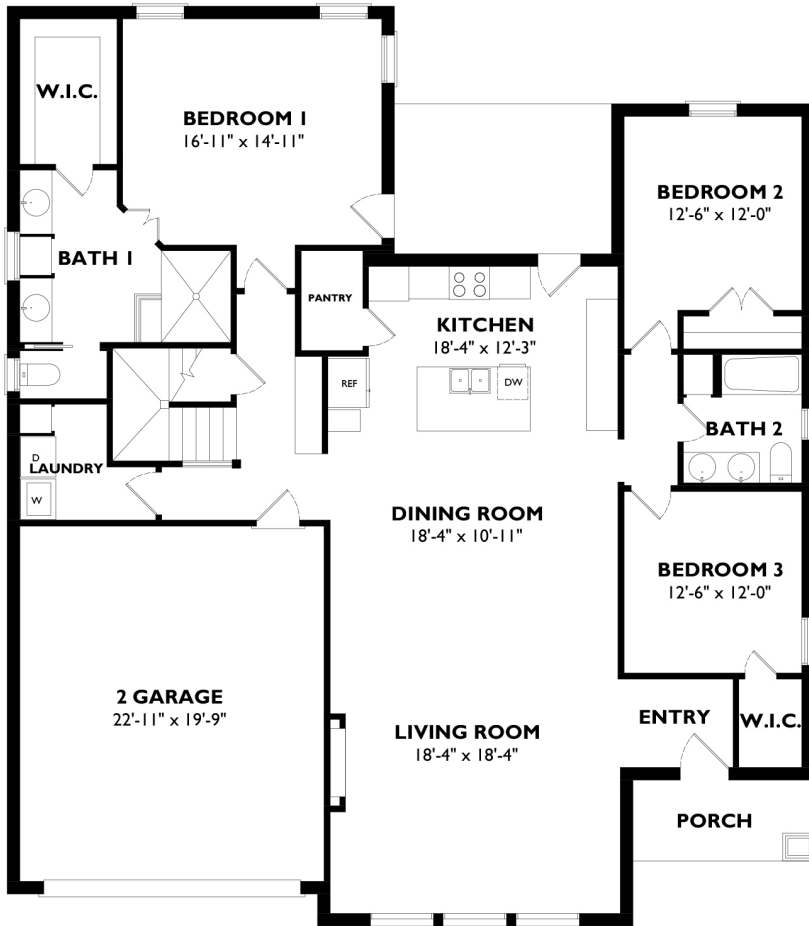 W.I.C.
BEDROOM 1
16'-11" x 14'-11"
BEDROOM 2
12'-6" x 12'-0"
BATH 1
PANTRY
KITCHEN
18'-4" x 12'-3"
REF
DW
BATH 2
D
LAUNDRY
W
DINING ROOM
18'-4" x 10'-11"
BEDROOM 3
12'-6" x 12'-0"
2 GARAGE
22'-11" x 19'-9"
LIVING ROOM
18'-4" x 18'-4"
ENTRY
W.I.C.
PORCH